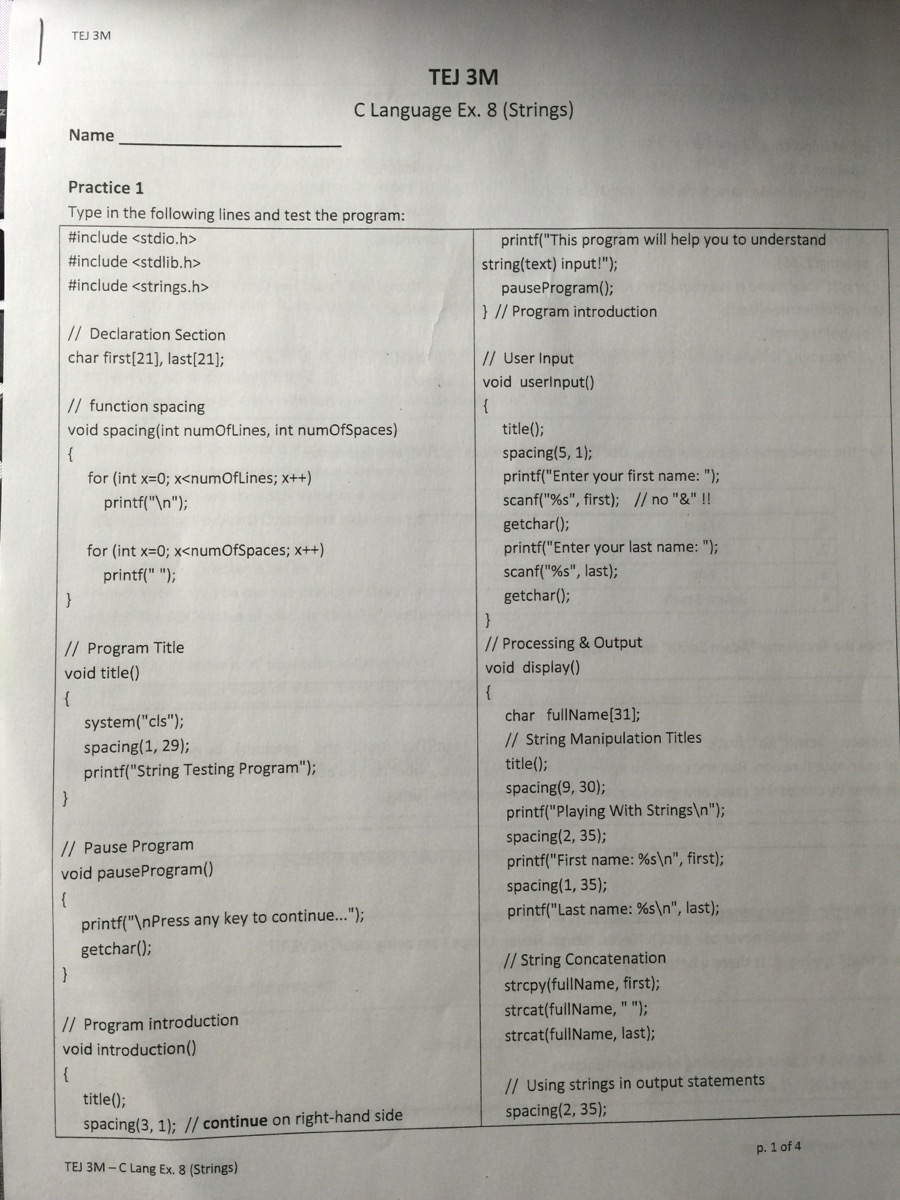 TEJ 3M
TEJ 3M
C Language Ex. 8 (Strings)
Name
Practice 1
Type in the following lines and test the program:
#include <stdio.h>
#include <stdlib.h>
#include <strings.h>
// Declaration Section
char first[21], last[21];
// function spacing
void spacing(int numOfLines, int numOfSpaces)
{
for (int x=0; x<numOfLines; x++)
printf("\n");
for (int x=0; x<numOfSpaces; x++)
printf(" ");
}
// Program Title
void title()
{
system("cls");
spacing(1, 29);
printf("String Testing Program");
}
// Pause Program
void pauseProgram()
{
printf("\nPress any key to continue...");
getchar();
}
// Program introduction
void introduction()
{
title();
spacing(3, 1); // continue on right-hand side
printf("This program will help you to understand
string(text) input!");
pauseProgram();
} // Program introduction
// User Input
void userInput()
{
title();
spacing(5, 1);
printf("Enter your first name: ");
scanf("%s", first); // no "&" !!
getchar();
printf("Enter your last name: ");
scanf("%s", last);
getchar();
}
// Processing & Output
void display()
{
char fullName[31];
// String Manipulation Titles
title();
spacing(9, 30);
printf("Playing With Strings\n");
spacing(2, 35);
printf("First name: %s\n", first);
spacing(1, 35);
printf("Last name: %s\n", last);
// String Concatenation
strcpy(fullName, first);
strcat(fullName, " ");
strcat(fullName, last);
// Using strings in output statements
spacing(2, 35);
p. 1 of 4
TEJ 3M – C Lang Ex. 8 (Strings)